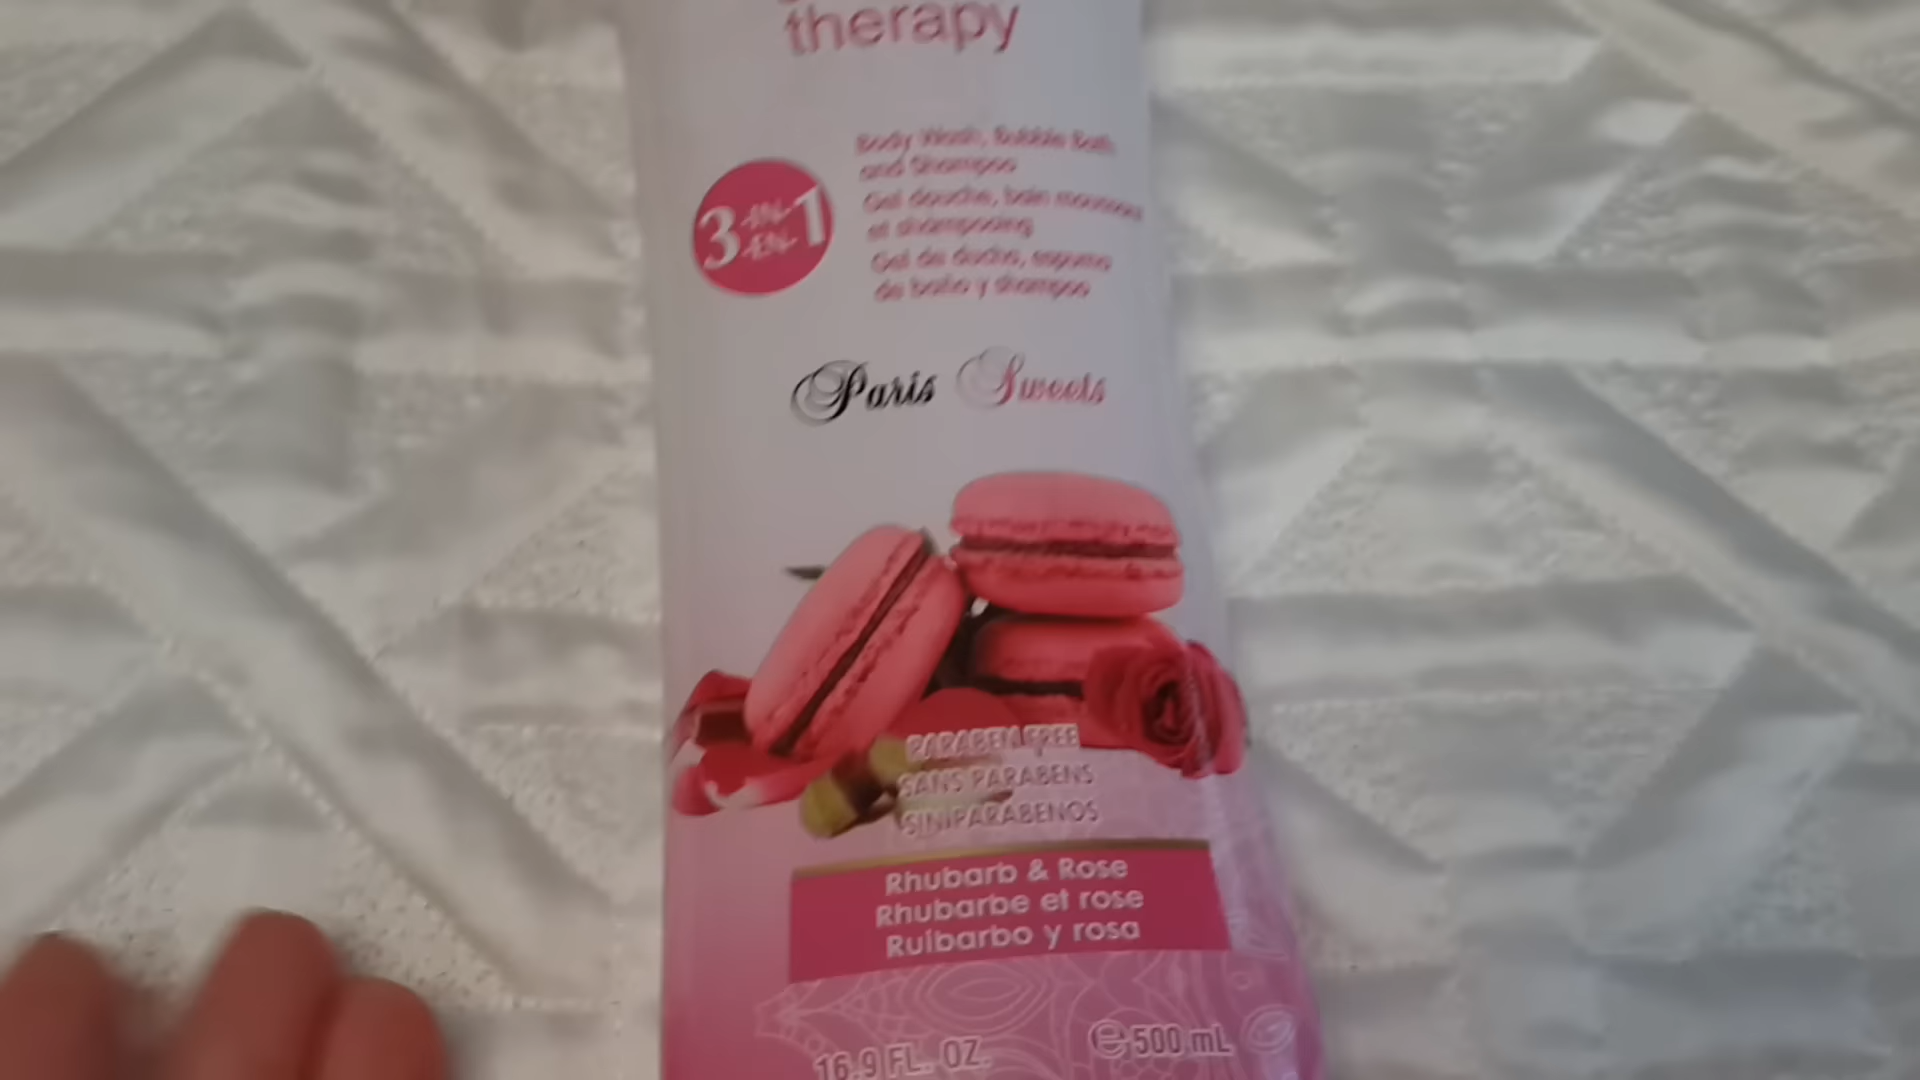 therapy
3 -IN- -EN- 1
Body Wash, Bubble Bath
and Shampoo
Gel douche, bain moussant
et shampooing
Gel de ducha, espuma
de baño y shampoo
Paris Sweets
PARABEN FREE
SANS PARABENS
SIN PARABENOS
Rhubarb & Rose
Rhubarbe et rose
Ruibarbo y rosa
16.9 FL. OZ. ℮ 500 mL